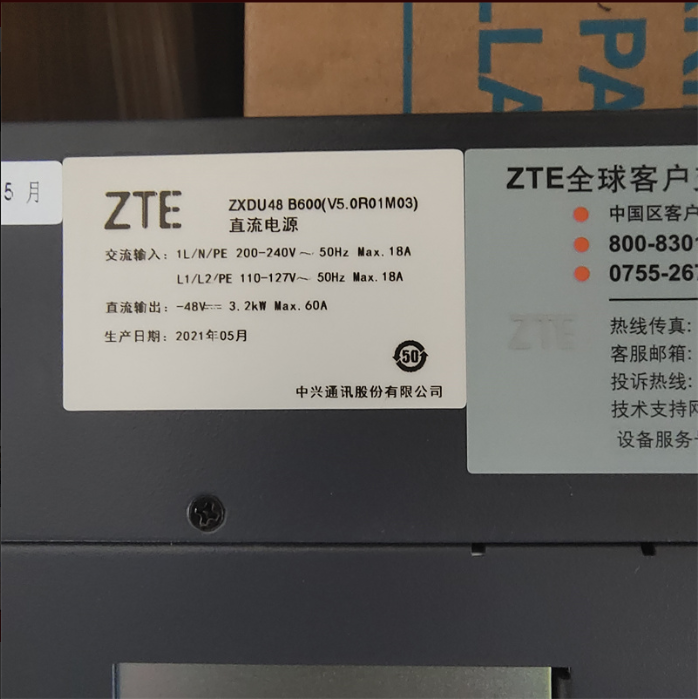 5 月
ZTE
ZXDU48 B600(V5.0R01M03)
直流电源
交流输入: 1L/N/PE 200-240V～ 50Hz Max.18A
L1/L2/PE 110-127V～ 50Hz Max.18A
直流输出: -48V⎓ 3.2kW Max.60A
生产日期: 2021年05月
50
中兴通讯股份有限公司
ZTE全球客户
中国区客户
800-830
0755-267
ZTE
热线传真:
客服邮箱:
投诉热线:
技术支持网
设备服务
PA
LLA